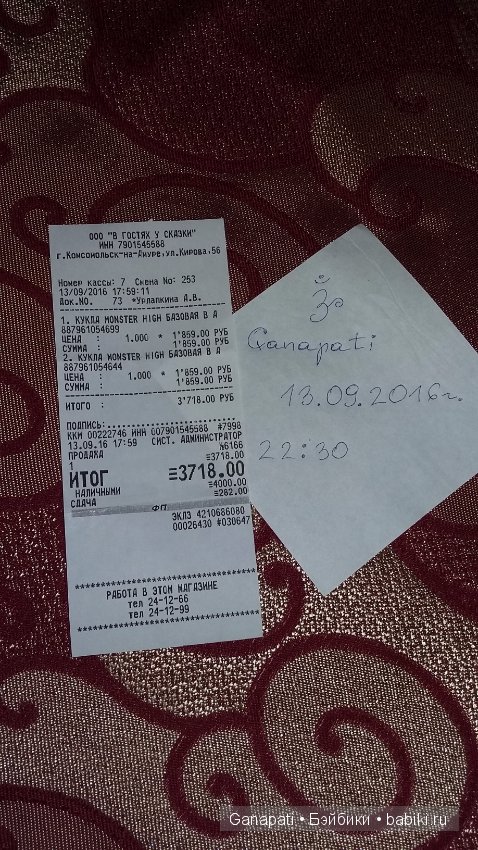 ООО "В ГОСТЯХ У СКАЗКИ"
ИНН 7901545588
г.Комсомольск-на-Амуре,ул.Кирова,56
Номер кассы: 7 Смена No: 253
13/09/2016 17:59:11
Док.NO. 73 *Урлапкина А.В.
1. КУКЛА MONSTER HIGH БАЗОВАЯ В А
887961054699
ЦЕНА : 1.000 * 1'859.00 РУБ
СУММА : 1'859.00 РУБ
2. КУКЛА MONSTER HIGH БАЗОВАЯ В А
887961054644
ЦЕНА : 1.000 * 1'859.00 РУБ
СУММА : 1'859.00 РУБ
ИТОГО : 3'718.00 РУБ
ПОДПИСЬ:
ККМ 00222746 ИНН 007901545588 #7998
13.09.16 17:59 СИСТ. АДМИНИСТРАТОР
ПРОДАЖА №6166
1 ≡3718.00
ИТОГ ≡3718.00
НАЛИЧНЫМИ ≡4000.00
СДАЧА ≡282.00
ФП
ЭКЛЗ 4210686080
00026430 #030647
************************************
РАБОТА В ЭТОМ МАГАЗИНЕ
тел 24-12-66
тел 24-12-99
************************************
ॐ
Ganapati
13.09.2016г.
22:30
Ganapati • Бэйбики • babiki.ru